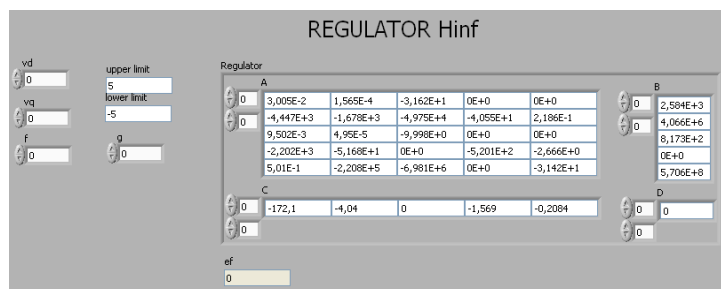 REGULATOR Hinf
vd
0
upper limit
5
lower limit
-5
vq
0
f
0
g
0
Regulator
A
0
0
3,005E-2 1,565E-4 -3,162E+1 0E+0 0E+0
-4,447E+3 -1,678E+3 -4,975E+4 -4,055E+1 2,186E-1
9,502E-3 4,95E-5 -9,998E+0 0E+0 0E+0
-2,202E+3 -5,168E+1 0E+0 -5,201E+2 -2,666E+0
5,01E-1 -2,208E+5 -6,981E+6 0E+0 -3,142E+1
B
0
0
2,584E+3
4,066E+6
8,173E+2
0E+0
5,706E+8
C
0
0
-172,1 -4,04 0 -1,569 -0,2084
D
0
0
0
ef
0